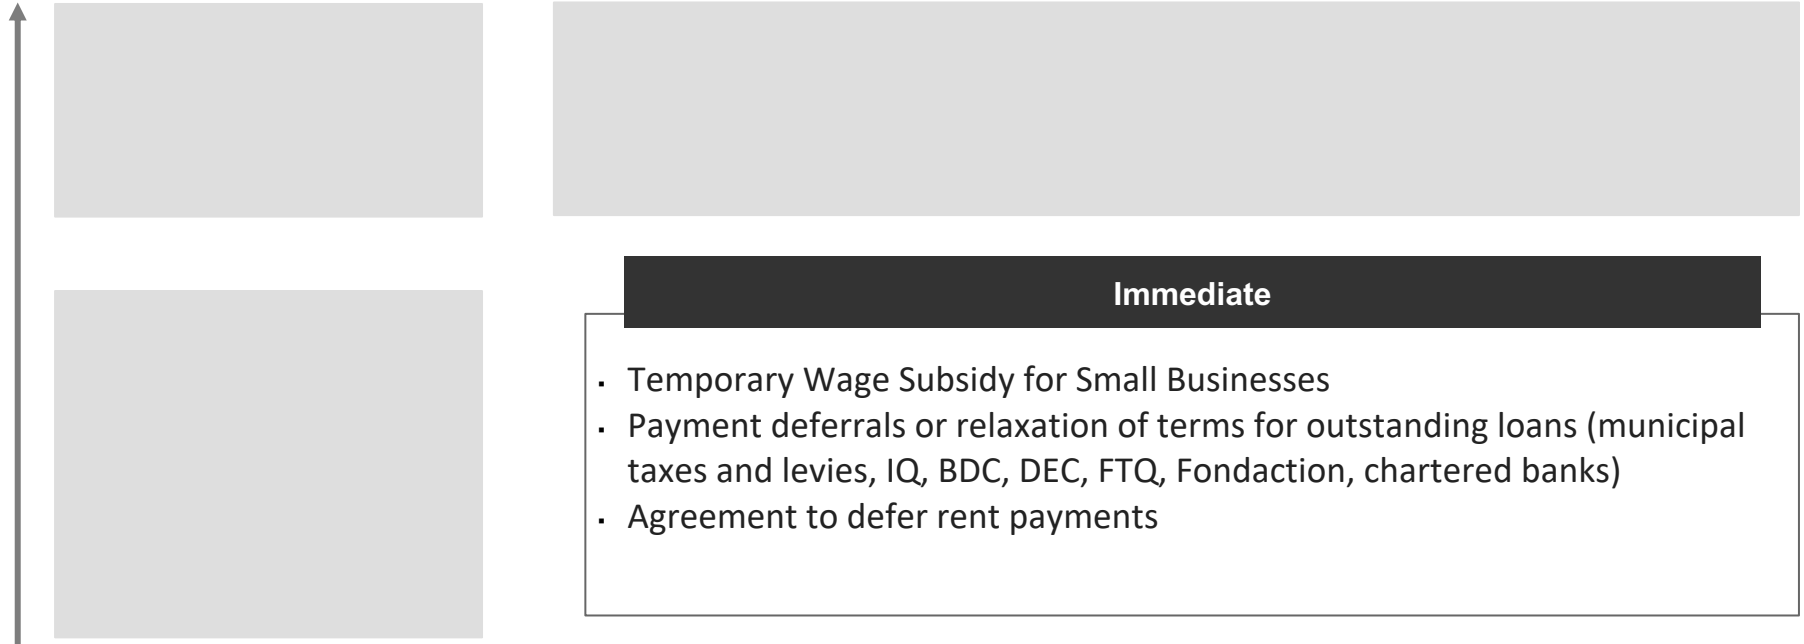 Immediate
▪ Temporary Wage Subsidy for Small Businesses
▪ Payment deferrals or relaxation of terms for outstanding loans (municipal
taxes and levies, IQ, BDC, DEC, FTQ, Fondaction, chartered banks)
▪ Agreement to defer rent payments